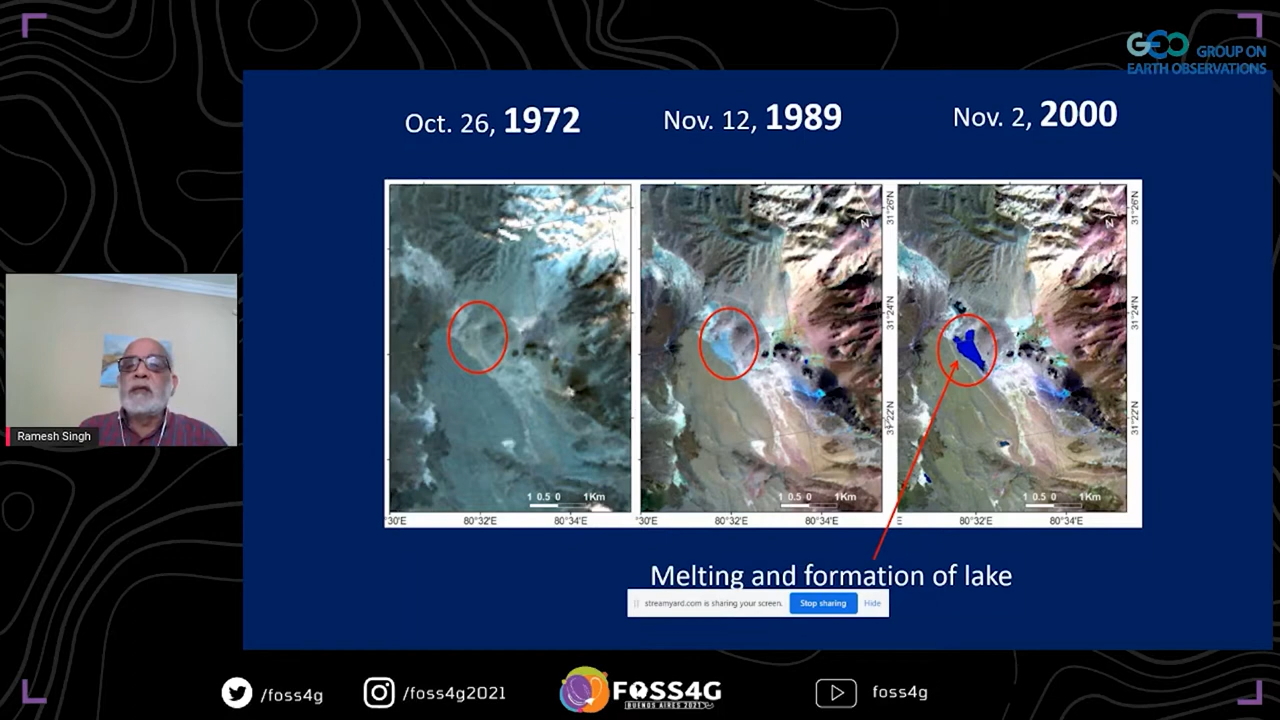 GEO GROUP ON
EARTH OBSERVATIONS
Oct. 26, 1972
Nov. 12, 1989
Nov. 2, 2000
31°26'N
31°26'N
31°24'N
31°24'N
31°22'N
31°22'N
N
N
1 0.5 0 1Km
1 0.5 0 1Km
1 0.5 0 1Km
°30'E 80°32'E 80°34'E
°30'E 80°32'E 80°34'E
E 80°32'E 80°34'E
Ramesh Singh
Melting and formation of lake
streamyard.com is sharing your screen. Stop sharing Hide
/foss4g
/foss4g2021
FOSS4G
BUENOS AIRES 2021
foss4g